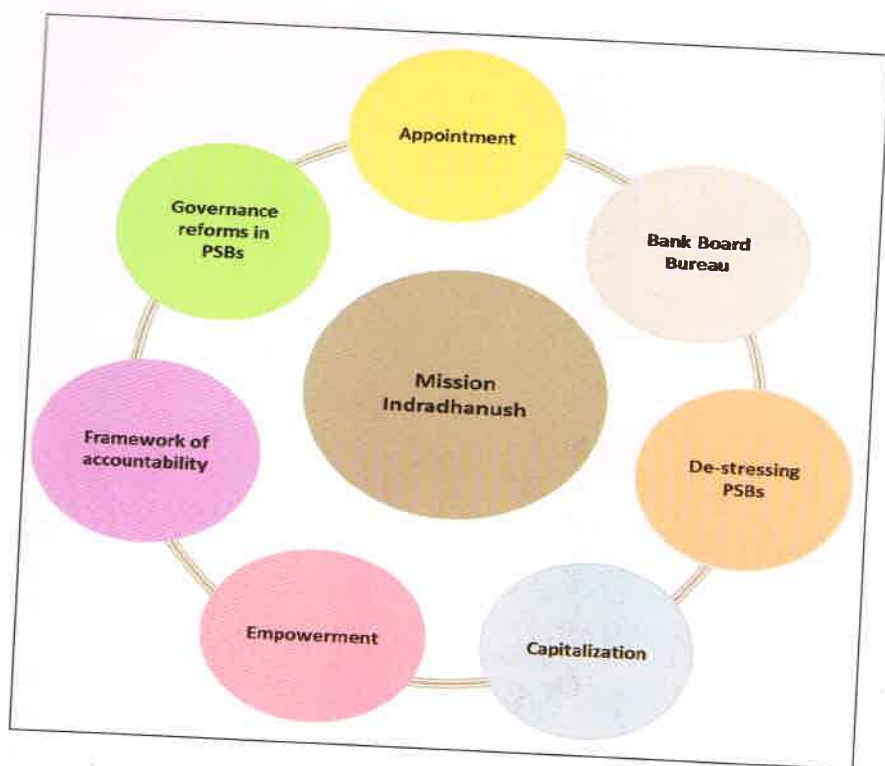 Appointment
Governance
reforms in
PSBs
Bank Board
Bureau
Mission
Indradhanush
Framework of
accountability
De-stressing
PSBs
Empowerment
Capitalization